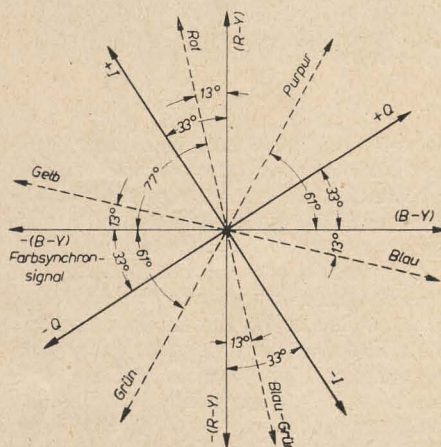 +I
Rot
(R-Y)
Purpur
13°
33°
+Q
77°
Gelb
61°
33°
13°
(B-Y)
-(B-Y)
Farbsynchron-
signal
61°
13°
33°
Blau
-Q
13°
33°
Grün
-(R-Y)
Blau-Grün
-I